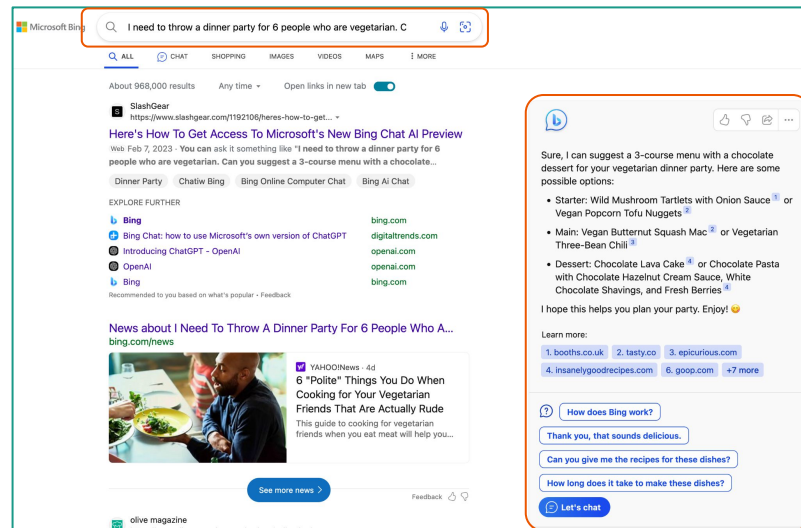 Microsoft Bing
I need to throw a dinner party for 6 people who are vegetarian. C
ALL
CHAT
SHOPPING
IMAGES
VIDEOS
MAPS
MORE
About 968,000 results
Any time
Open links in new tab
S
SlashGear
https://www.slashgear.com/1192106/heres-how-to-get...
Here's How To Get Access To Microsoft's New Bing Chat AI Preview
Web Feb 7, 2023 · You can ask it something like "I need to throw a dinner party for 6
people who are vegetarian. Can you suggest a 3-course menu with a chocolate...
Dinner Party
Chatiw Bing
Bing Online Computer Chat
Bing Ai Chat
EXPLORE FURTHER
Bing bing.com
Bing Chat: how to use Microsoft's own version of ChatGPT digitaltrends.com
Introducing ChatGPT - OpenAI openai.com
OpenAI openai.com
Bing bing.com
Recommended to you based on what's popular • Feedback
News about I Need To Throw A Dinner Party For 6 People Who A...
bing.com/news
YAHOO!News · 4d
6 "Polite" Things You Do When
Cooking for Your Vegetarian
Friends That Are Actually Rude
This guide to cooking for vegetarian
friends when you eat meat will help you...
See more news
Feedback
olive magazine
Sure, I can suggest a 3-course menu with a chocolate
dessert for your vegetarian dinner party. Here are some
possible options:
• Starter: Wild Mushroom Tartlets with Onion Sauce 1 or
Vegan Popcorn Tofu Nuggets 2
• Main: Vegan Butternut Squash Mac 2 or Vegetarian
Three-Bean Chili 3
• Dessert: Chocolate Lava Cake 4 or Chocolate Pasta
with Chocolate Hazelnut Cream Sauce, White
Chocolate Shavings, and Fresh Berries 4
I hope this helps you plan your party. Enjoy! 😋
Learn more:
1. booths.co.uk
2. tasty.co
3. epicurious.com
4. insanelygoodrecipes.com
6. goop.com
+7 more
How does Bing work?
Thank you, that sounds delicious.
Can you give me the recipes for these dishes?
How long does it take to make these dishes?
Let's chat